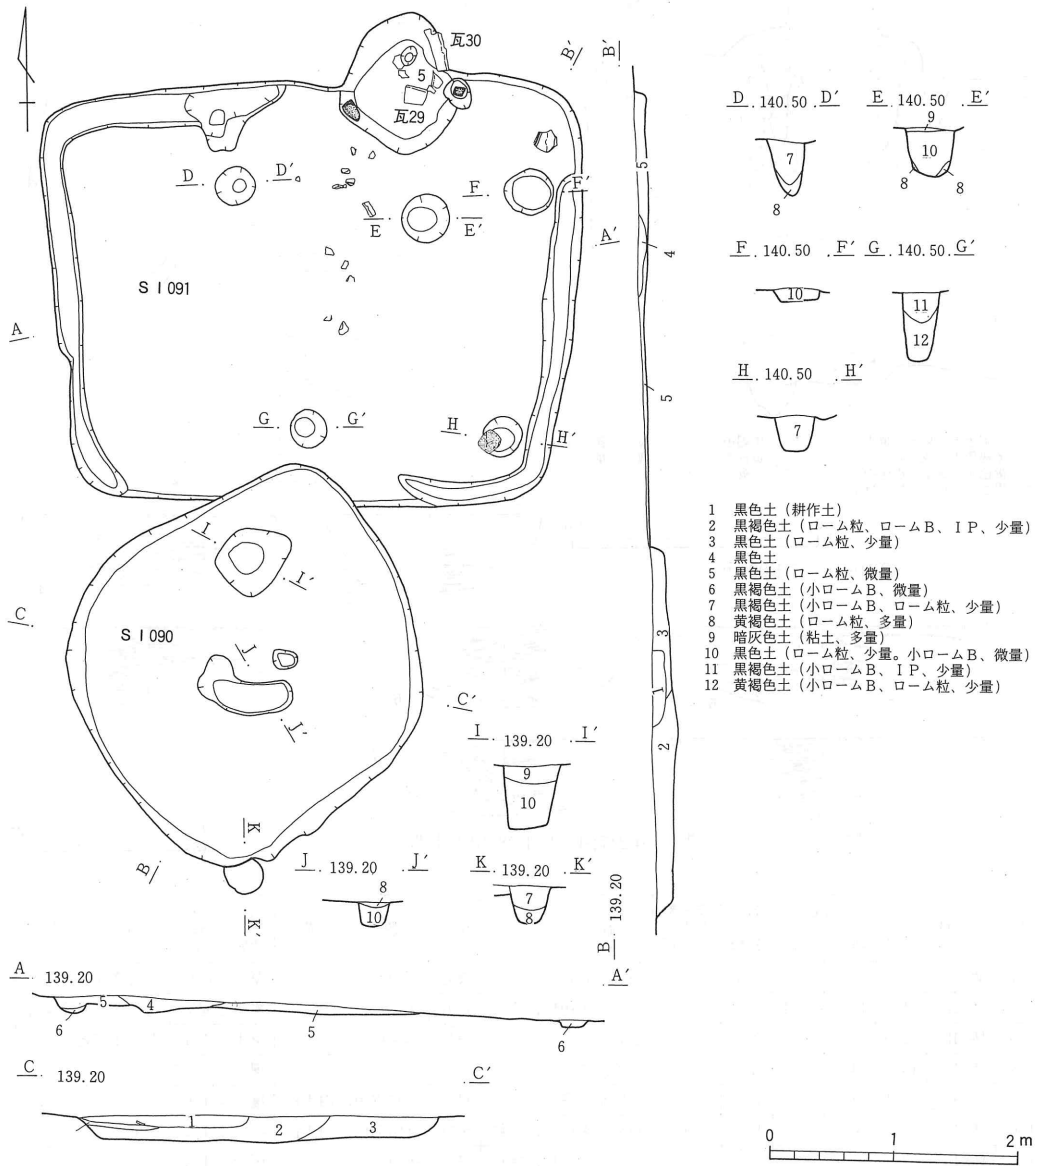 瓦30
5
瓦29
B′
B′
D D′
F F′
E E′
A′
S I 091
A
G G′
H H′
I
I′
C
S I 090
J
J′
C′
K
B
K′
5
4
5
3
1
2
B . 139.20
D . 140.50 . D′
7
8
E . 140.50 . E′
9
10
8 8
F . 140.50 . F′
10
G . 140.50 . G′
11
12
H . 140.50 . H′
7
1 黒色土（耕作土）
2 黒褐色土（ローム粒、ロームＢ、ＩＰ、少量）
3 黒色土（ローム粒、少量）
4 黒色土
5 黒色土（ローム粒、微量）
6 黒褐色土（小ロームＢ、微量）
7 黒褐色土（小ロームＢ、ローム粒、少量）
8 黄褐色土（ローム粒、多量）
9 暗灰色土（粘土、多量）
10 黒色土（ローム粒、少量。小ロームＢ、微量）
11 黒褐色土（小ロームＢ、ＩＰ、少量）
12 黄褐色土（小ロームＢ、ローム粒、少量）
I . 139.20 . I′
9
10
J . 139.20 . J′
8
10
K . 139.20 . K′
7
8
A . 139.20 A′
5 4
6 5 6
C . 139.20 . C′
1 2 3
0 1 2 m